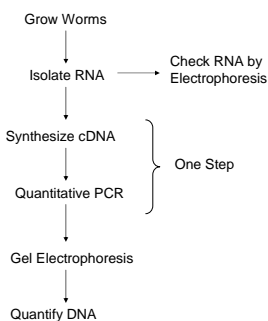 Grow Worms
Isolate RNA
Check RNA by
Electrophoresis
Synthesize cDNA
One Step
Quantitative PCR
Gel Electrophoresis
Quantify DNA